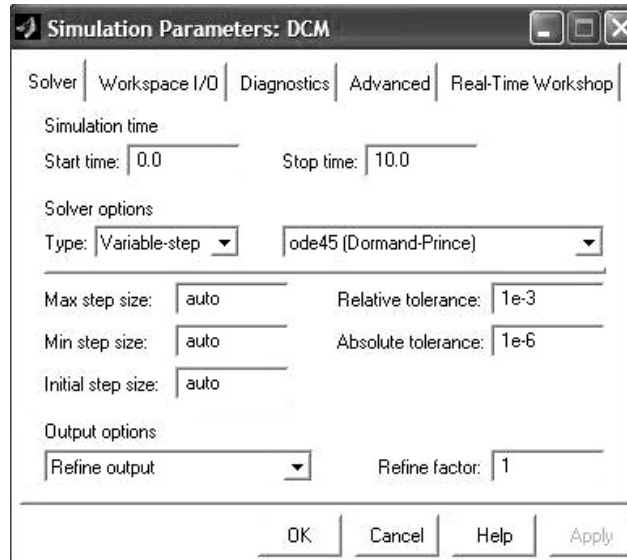 Simulation Parameters: DCM
Solver Workspace I/O Diagnostics Advanced Real-Time Workshop
Simulation time
Start time: 0.0 Stop time: 10.0
Solver options
Type: Variable-step ode45 (Dormand-Prince)
Max step size: auto Relative tolerance: 1e-3
Min step size: auto Absolute tolerance: 1e-6
Initial step size: auto
Output options
Refine output Refine factor: 1
OK Cancel Help Apply